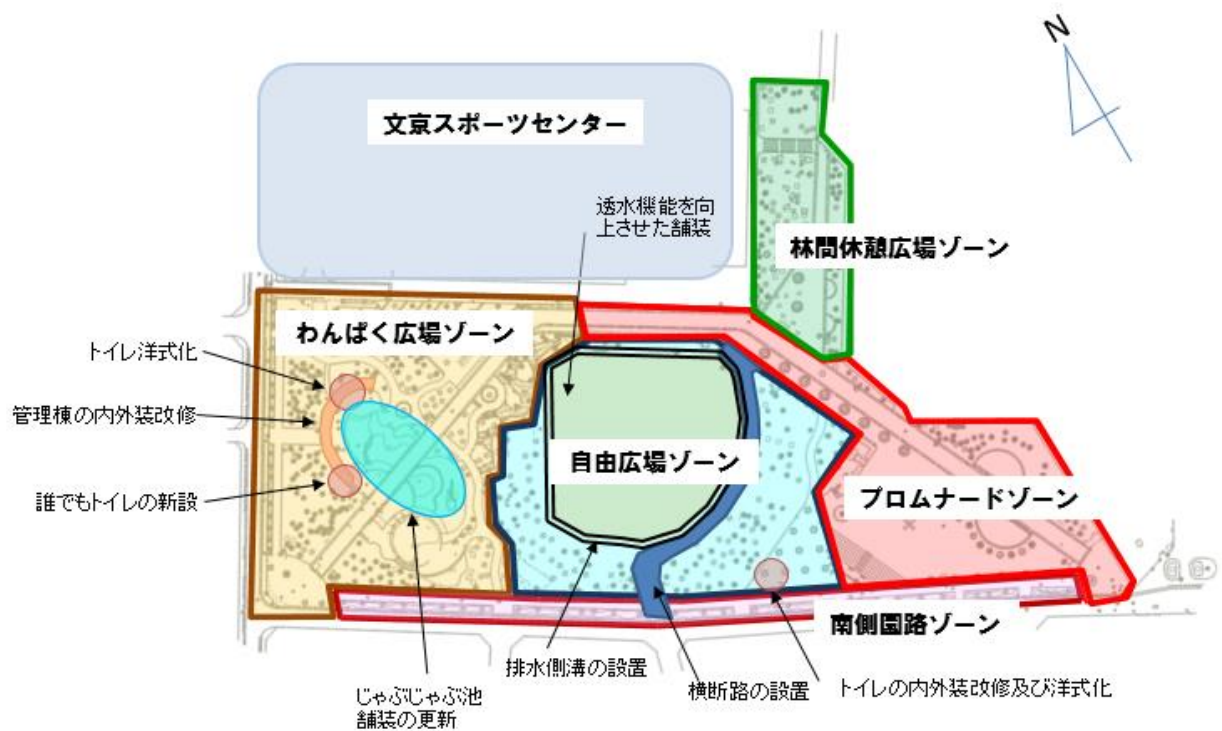 N
文京スポーツセンター
透水機能を向
上させた舗装
林間休憩広場ゾーン
わんぱく広場ゾーン
トイレ洋式化
管理棟の内外装改修
自由広場ゾーン
誰でもトイレの新設
プロムナードゾーン
南側園路ゾーン
排水側溝の設置
横断路の設置
トイレの内外装改修及び洋式化
じゃぶじゃぶ池
舗装の更新